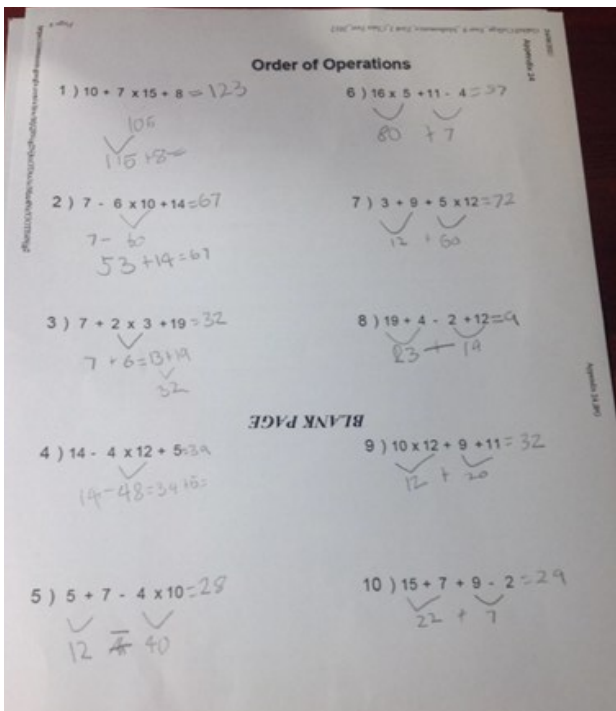 Order of Operations
1 ) 10 + 7 x 15 + 8 = 123
105
115 + 8 =
2 ) 7 - 6 x 10 + 14 = 67
7 - 60
53 + 14 = 67
3 ) 7 + 2 x 3 + 19 = 32
7 + 6 = 13 + 19
32
4 ) 14 - 4 x 12 + 5 = 39
14 - 48 = 34 + 5 =
5 ) 5 + 7 - 4 x 10 = 28
12 - 40
6 ) 16 x 5 + 11 - 4 =
80 + 7
7 ) 3 + 9 + 5 x 12 = 72
12 + 60
8 ) 19 + 4 - 2 + 12 = 9
23
9 ) 10 x 12 + 9 + 11 = 32
12 + 20
10 ) 15 + 7 + 9 - 2 = 29
22 + 7
BLANK PAGE
Appendix 24